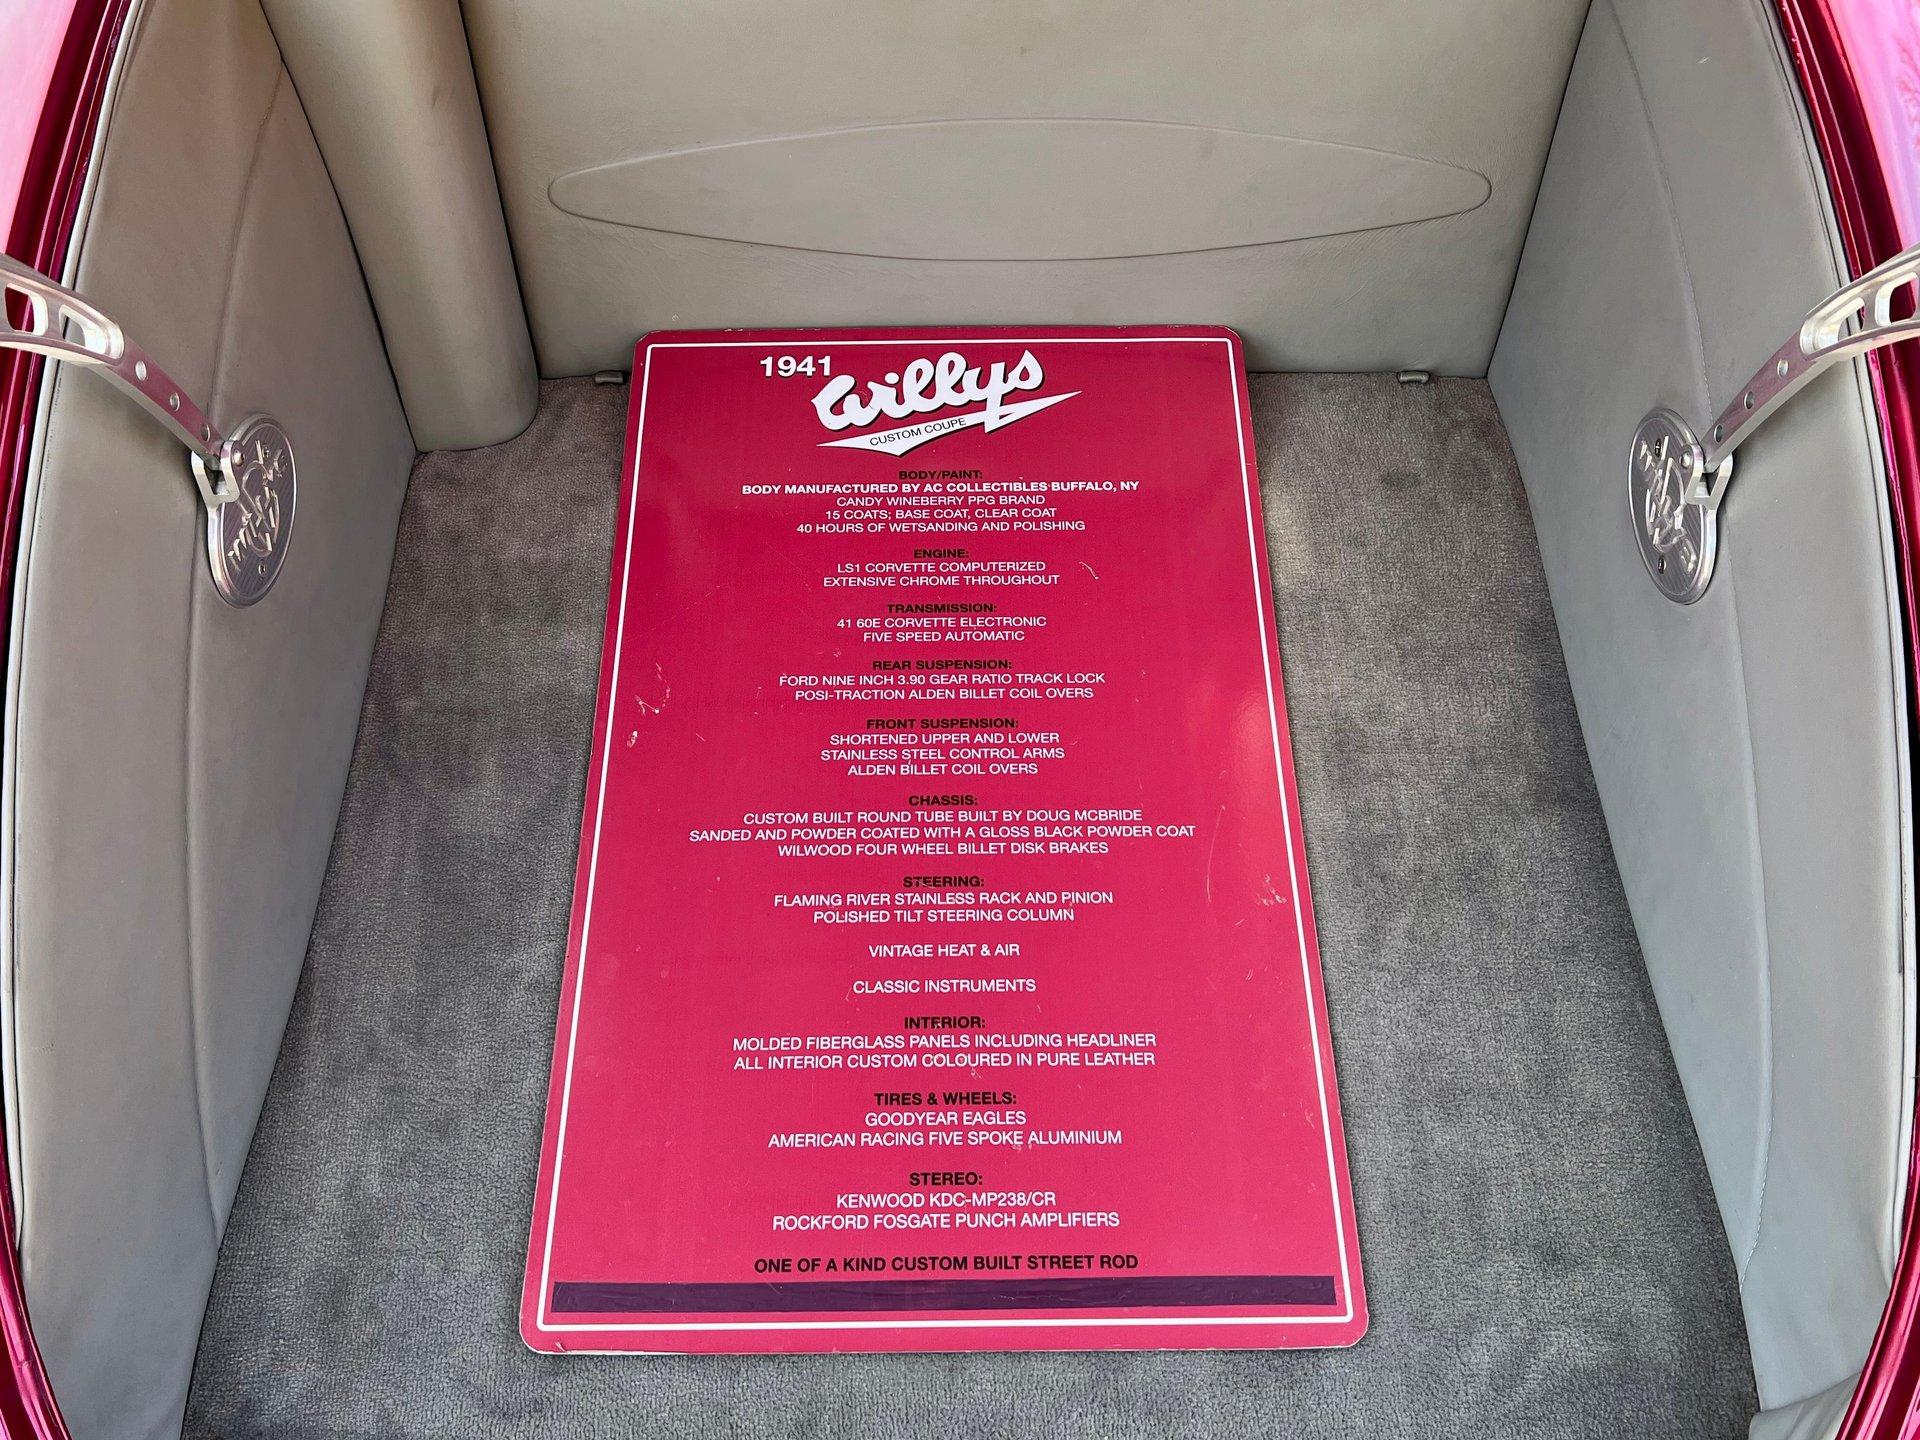 1941
Willys
CUSTOM COUPE
BODY/PAINT:
BODY MANUFACTURED BY AC COLLECTIBLES BUFFALO, NY
CANDY WINEBERRY PPG BRAND
15 COATS; BASE COAT, CLEAR COAT
40 HOURS OF WETSANDING AND POLISHING
ENGINE:
LS1 CORVETTE COMPUTERIZED
EXTENSIVE CHROME THROUGHOUT
TRANSMISSION:
41 60E CORVETTE ELECTRONIC
FIVE SPEED AUTOMATIC
REAR SUSPENSION:
FORD NINE INCH 3.90 GEAR RATIO TRACK LOCK
POSI-TRACTION ALDEN BILLET COIL OVERS
FRONT SUSPENSION:
SHORTENED UPPER AND LOWER
STAINLESS STEEL CONTROL ARMS
ALDEN BILLET COIL OVERS
CHASSIS:
CUSTOM BUILT ROUND TUBE BUILT BY DOUG MCBRIDE
SANDED AND POWDER COATED WITH A GLOSS BLACK POWDER COAT
WILWOOD FOUR WHEEL BILLET DISK BRAKES
STEERING:
FLAMING RIVER STAINLESS RACK AND PINION
POLISHED TILT STEERING COLUMN
VINTAGE HEAT & AIR
CLASSIC INSTRUMENTS
INTERIOR:
MOLDED FIBERGLASS PANELS INCLUDING HEADLINER
ALL INTERIOR CUSTOM COLOURED IN PURE LEATHER
TIRES & WHEELS:
GOODYEAR EAGLES
AMERICAN RACING FIVE SPOKE ALUMINIUM
STEREO:
KENWOOD KDC-MP238/CR
ROCKFORD FOSGATE PUNCH AMPLIFIERS
ONE OF A KIND CUSTOM BUILT STREET ROD